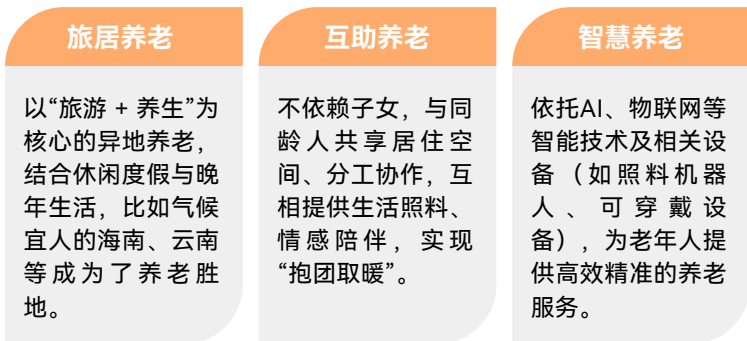 旅居养老
以“旅游 + 养生”为
核心的异地养老，
结合休闲度假与晚
年生活，比如气候
宜人的海南、云南
等成为了养老胜
地。
互助养老
不依赖子女，与同
龄人共享居住空
间、分工协作，互
相提供生活照料、
情感陪伴，实现
“抱团取暖”。
智慧养老
依托AI、物联网等
智能技术及相关设
备（如照料机器
人、可穿戴设
备），为老年人提
供高效精准的养老
服务。